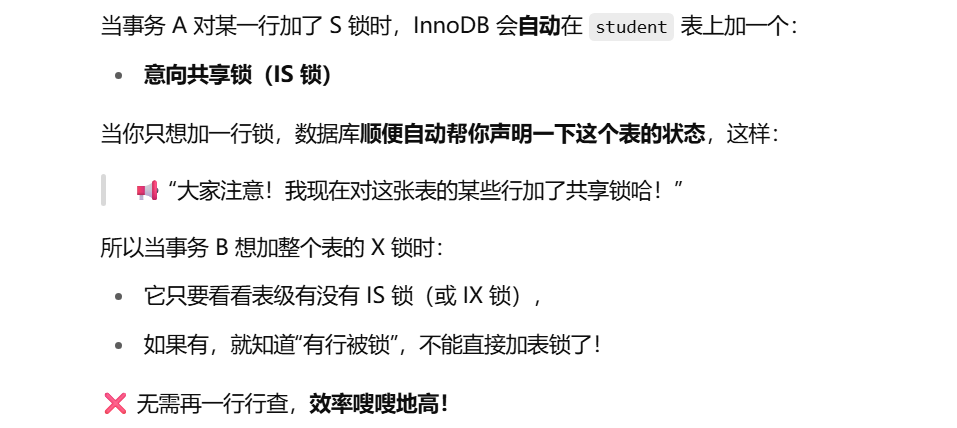 当事务 A 对某一行加了 S 锁时，InnoDB 会自动在 student 表上加一个：
• 意向共享锁（IS 锁）
当你只想加一行锁，数据库顺便自动帮你声明一下这个表的状态，这样：
📢“大家注意！我现在对这张表的某些行加了共享锁哈！”
所以当事务 B 想加整个表的 X 锁时：
• 它只要看看表级有没有 IS 锁（或 IX 锁），
• 如果有，就知道“有行被锁”，不能直接加表锁了！
❌ 无需再一行行查，效率嗖嗖地高！